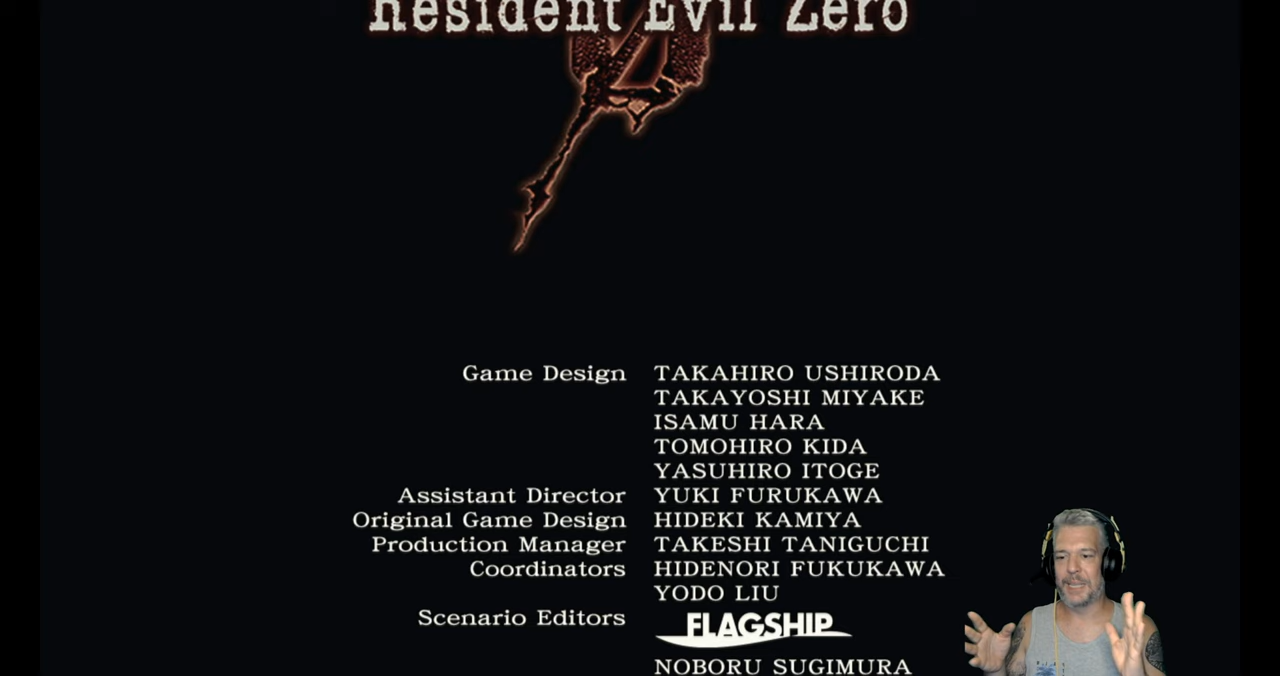 Resident Evil Zero
Game Design TAKAHIRO USHIRODA
TAKAYOSHI MIYAKE
ISAMU HARA
TOMOHIRO KIDA
YASUHIRO ITOGE
Assistant Director YUKI FURUKAWA
Original Game Design HIDEKI KAMIYA
Production Manager TAKESHI TANIGUCHI
Coordinators HIDENORI FUKUKAWA
YODO LIU
Scenario Editors FLAGSHIP
NOBORU SUGIMURA